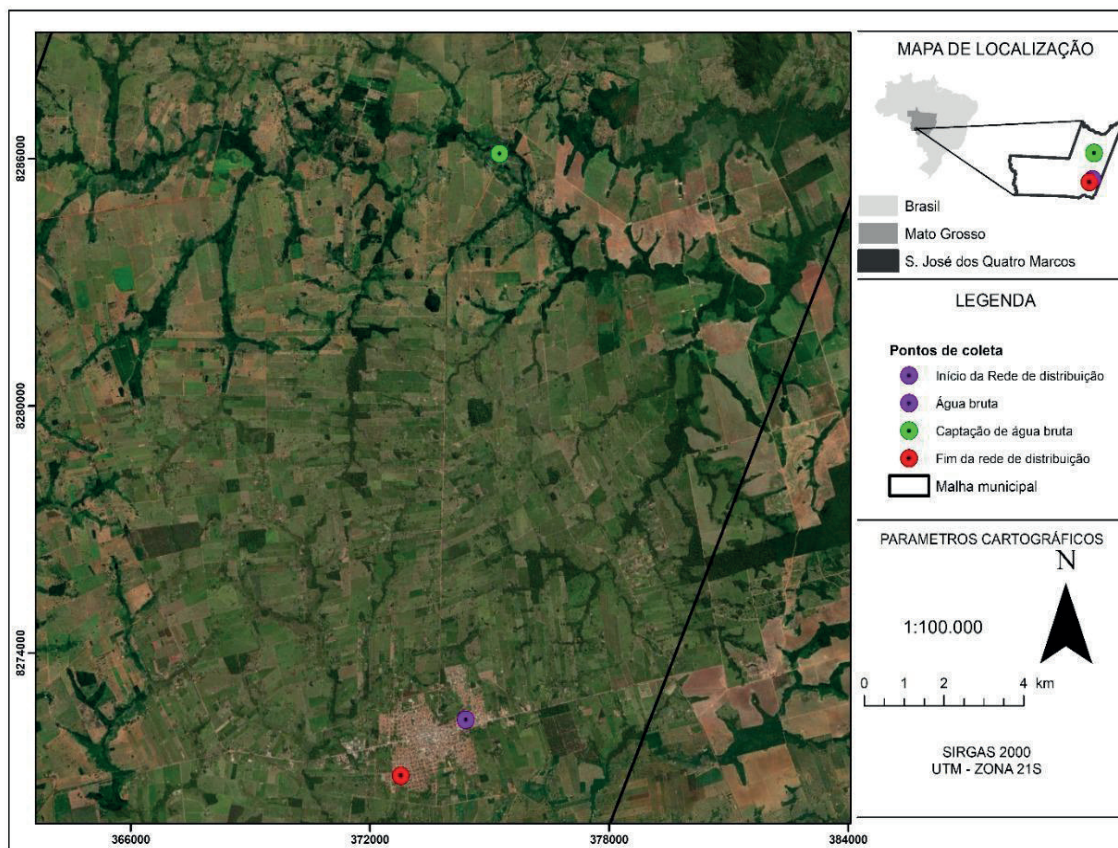 MAPA DE LOCALIZAÇÃO
Brasil
Mato Grosso
S. José dos Quatro Marcos
LEGENDA
Pontos de coleta
Início da Rede de distribuição
Água bruta
Captação de água bruta
Fim da rede de distribuição
Malha municipal
PARAMETROS CARTOGRÁFICOS
N
1:100.000
0 1 2 4 km
SIRGAS 2000
UTM - ZONA 21S
8286000
8280000
8274000
366000 372000 378000 384000